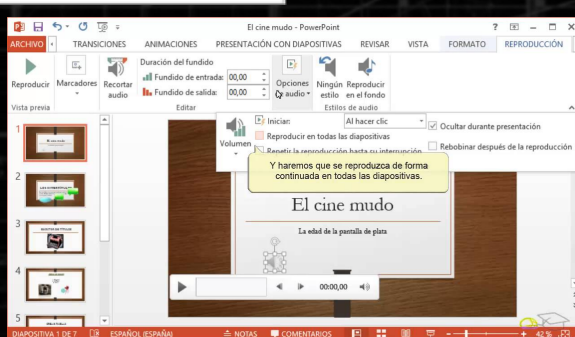 El cine mudo - PowerPoint
ARCHIVO TRANSICIONES ANIMACIONES PRESENTACIÓN CON DIAPOSITIVAS REVISAR VISTA FORMATO REPRODUCCIÓN
Reproducir
Marcadores
Recortar audio
Duración del fundido
Fundido de entrada: 00,00
Fundido de salida: 00,00
Opciones de audio
Ningún estilo
Reproducir en el fondo
Vista previa
Editar
Estilos de audio
Volumen
Iniciar: Al hacer clic
Reproducir en todas las diapositivas
Repetir la reproducción hasta su interrupción
Ocultar durante presentación
Rebobinar después de la reproducción
Y haremos que se reproduzca de forma
continuada en todas las diapositivas.
1
2
3
4
5
El cine mudo
La edad de la pantalla de plata
00:00,00
DIAPOSITIVA 1 DE 7 ESPAÑOL (ESPAÑA) NOTAS COMENTARIOS 42 %